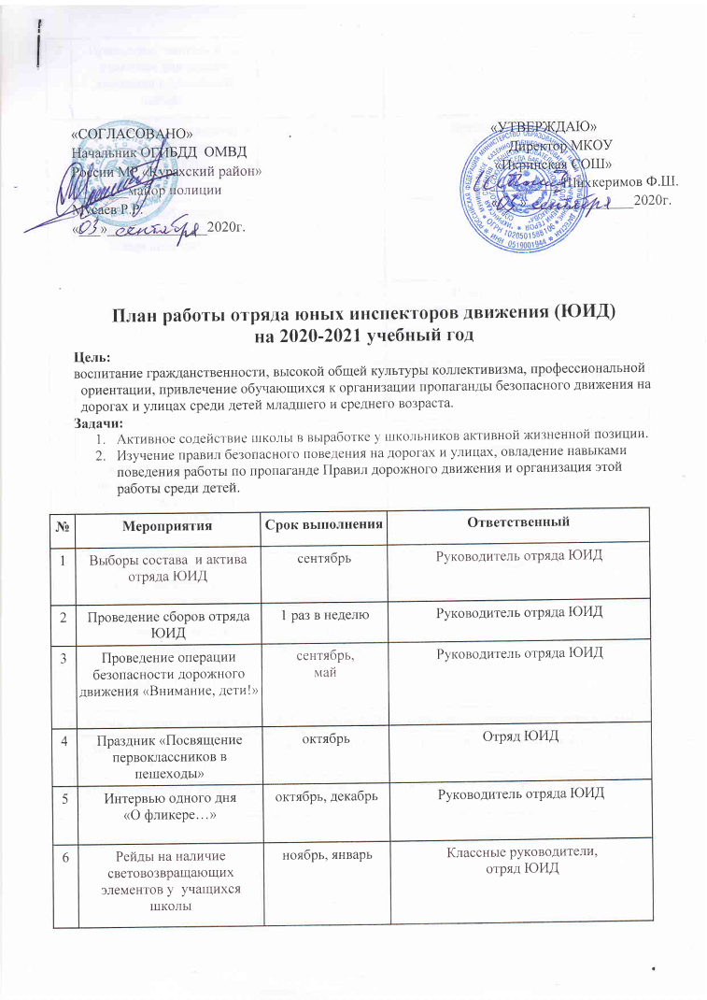 «СОГЛАСОВАНО»
Начальник ОГИБДД ОМВД
России МР «Курахский район»
майор полиции
Мусаев Р.Р.
«03» сентября 2020г.
«УТВЕРЖДАЮ»
Директор МКОУ
«Икринская СОШ»
Шихкеримов Ф.Ш.
«03» сентября 2020г.
План работы отряда юных инспекторов движения (ЮИД)
на 2020-2021 учебный год
Цель:
воспитание гражданственности, высокой общей культуры коллективизма, профессиональной
ориентации, привлечение обучающихся к организации пропаганды безопасного движения на
дорогах и улицах среди детей младшего и среднего возраста.
Задачи:
1. Активное содействие школы в выработке у школьников активной жизненной позиции.
2. Изучение правил безопасного поведения на дорогах и улицах, овладение навыками
поведения работы по пропаганде Правил дорожного движения и организация этой
работы среди детей.
№ Мероприятия Срок выполнения Ответственный
1 Выборы состава и актива сентябрь Руководитель отряда ЮИД
отряда ЮИД
2 Проведение сборов отряда 1 раз в неделю Руководитель отряда ЮИД
ЮИД
3 Проведение операции сентябрь, Руководитель отряда ЮИД
безопасности дорожного май
движения «Внимание, дети!»
4 Праздник «Посвящение октябрь Отряд ЮИД
первоклассников в
пешеходы»
5 Интервью одного дня октябрь, декабрь Руководитель отряда ЮИД
«О фликере…»
6 Рейды на наличие ноябрь, январь Классные руководители,
световозвращающих отряд ЮИД
элементов у учащихся
школы